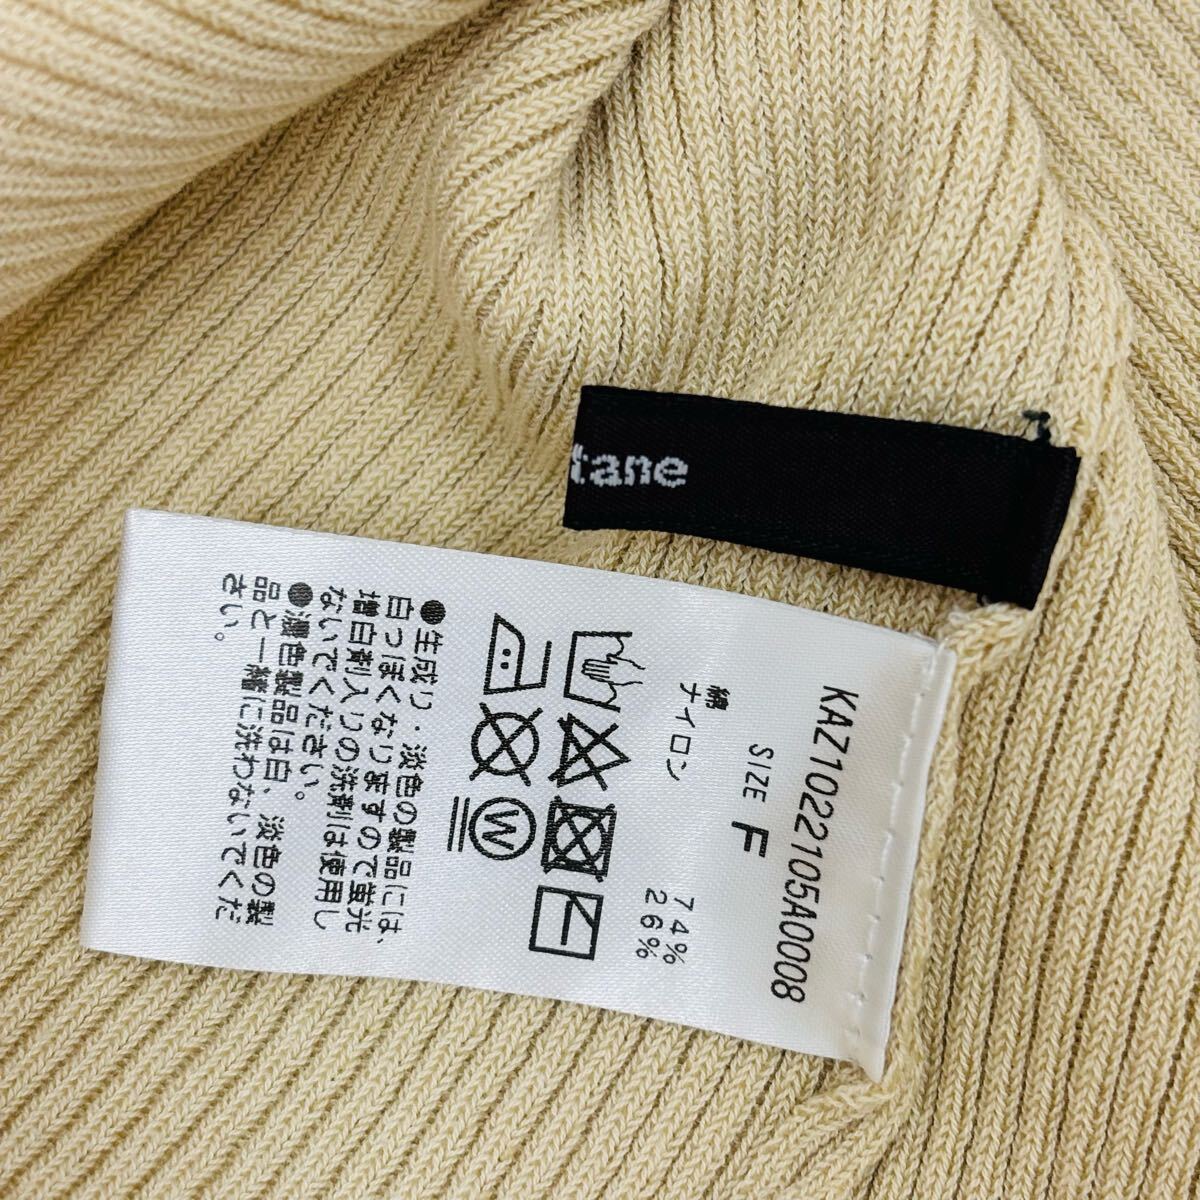 tane
KAZ1022105A0008
SIZE F
綿 74%
ナイロン 26%
W
●生成り・淡色の製品には、
白っぽくなりますので蛍光
増白剤入りの洗剤は使用し
ないでください。
●濃色製品は白、淡色の製
品と一緒に洗わないでくだ
さい。